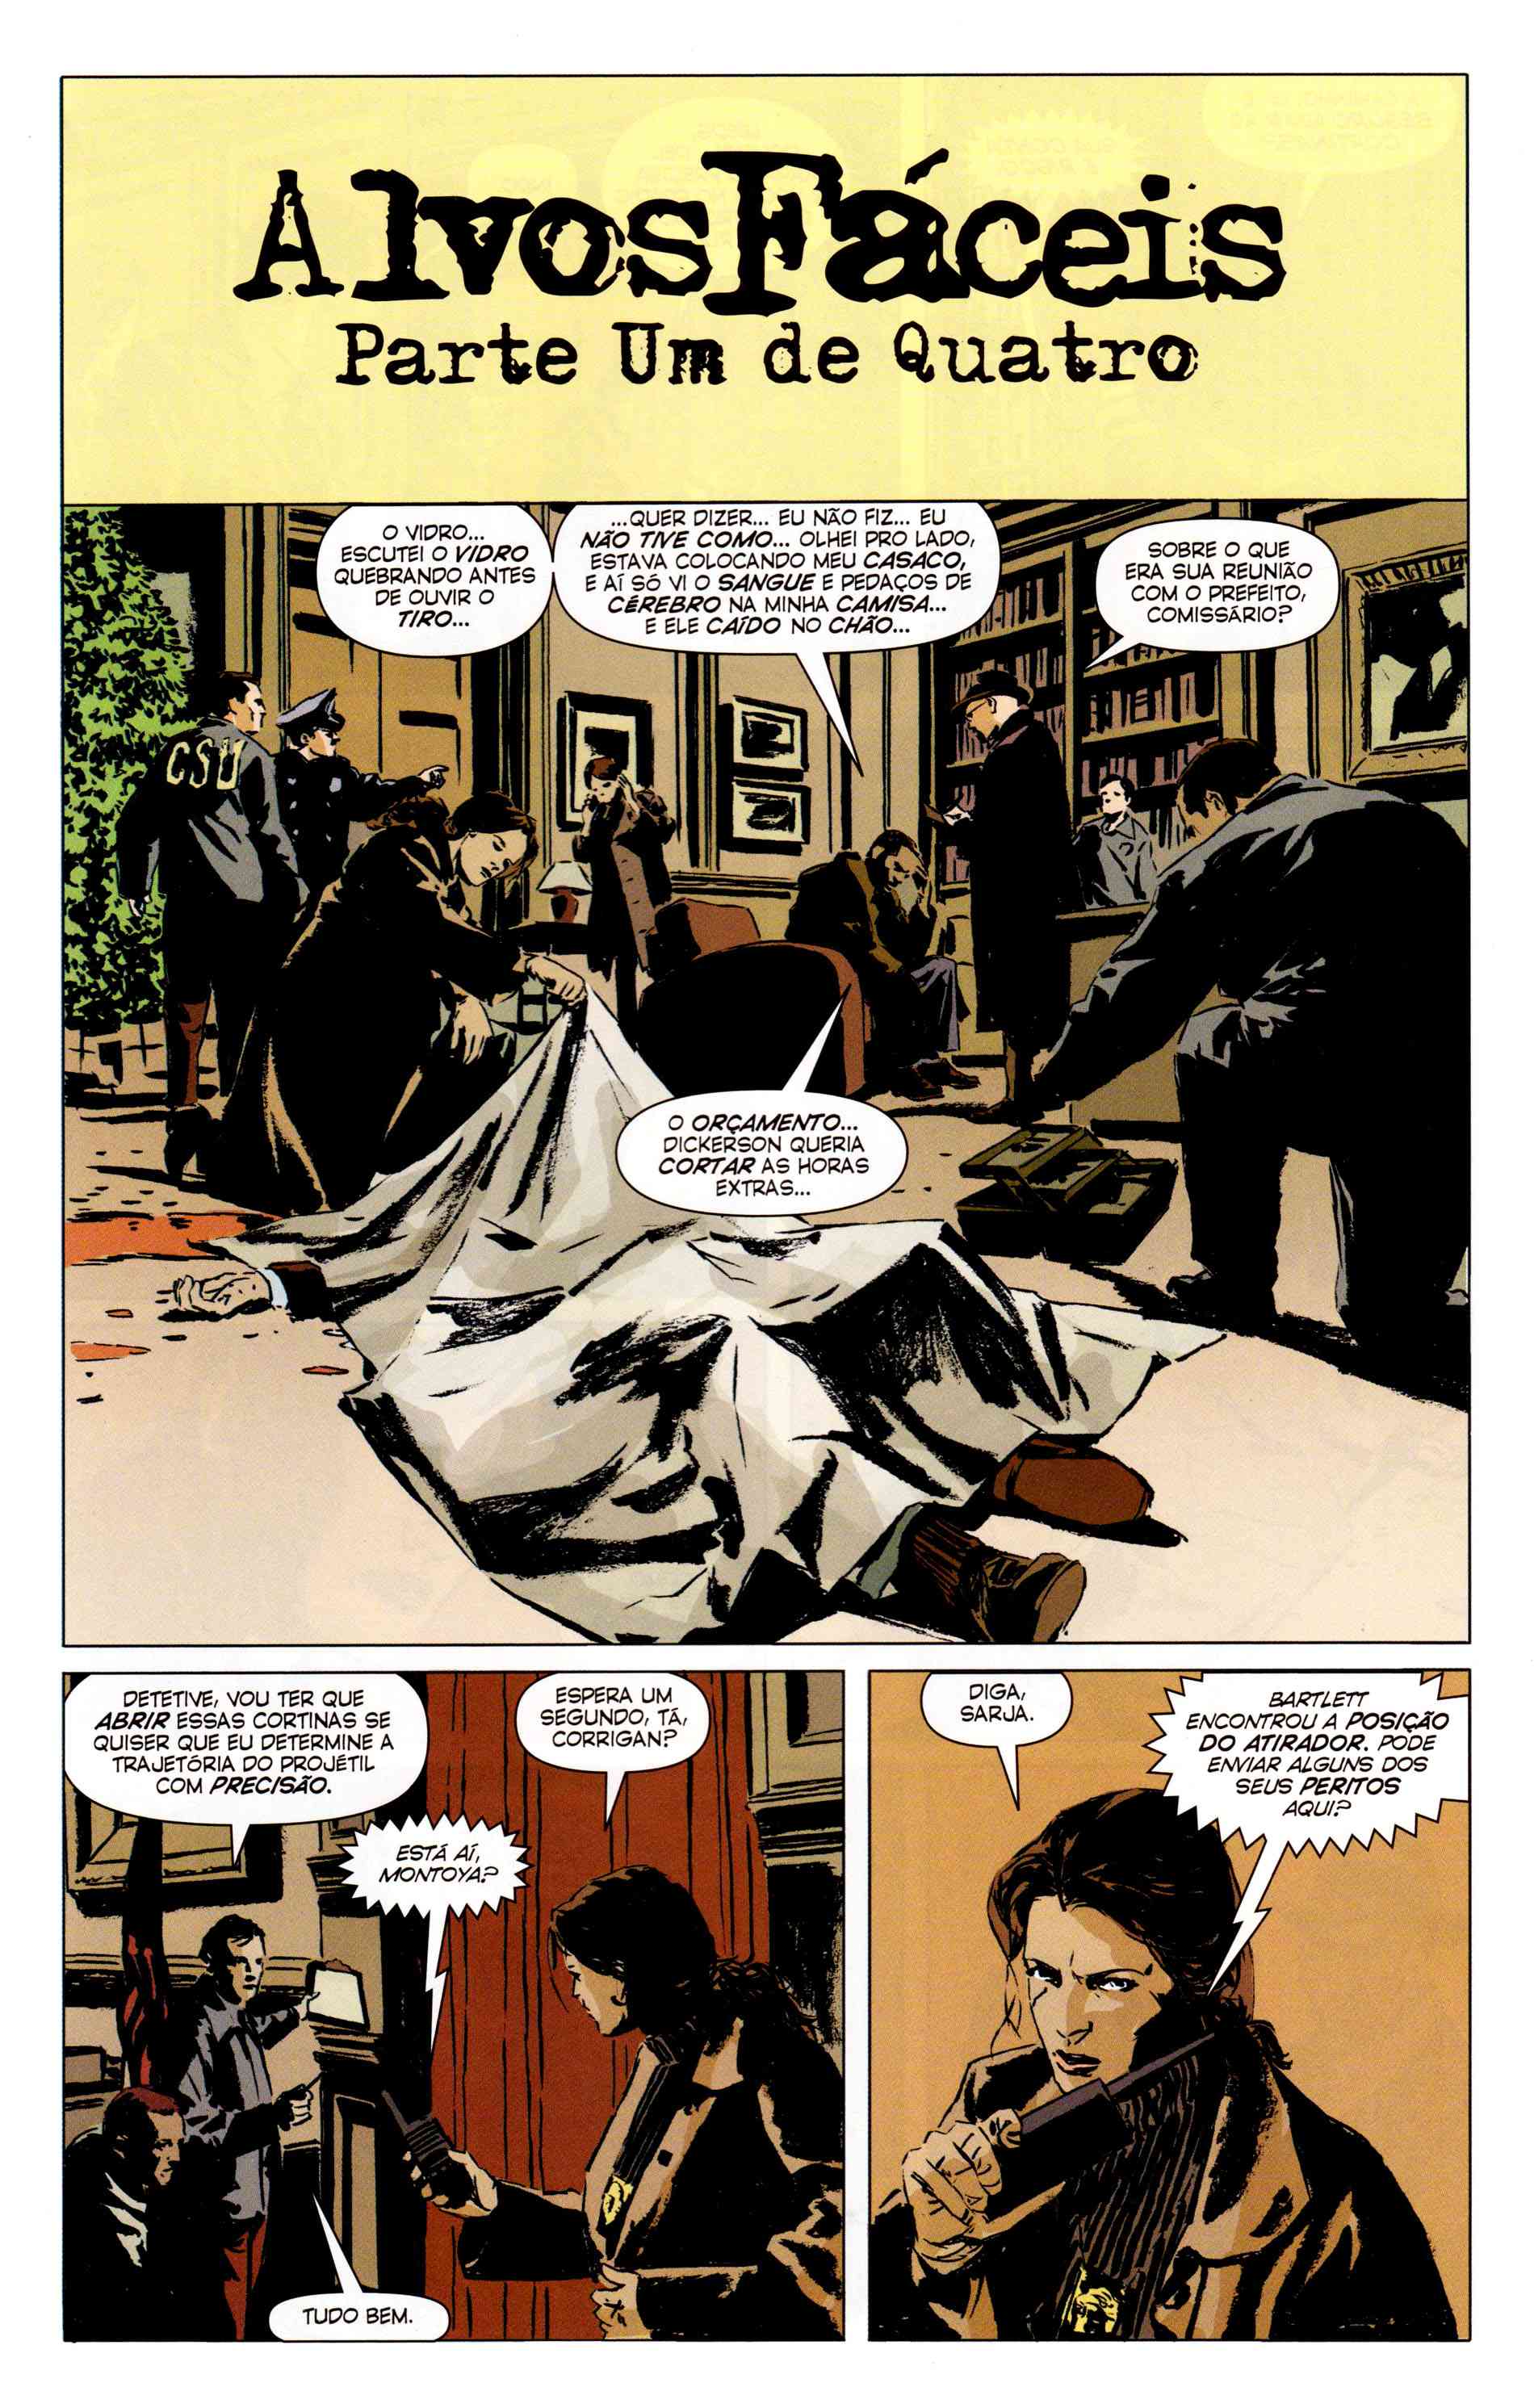 Alvos Fáceis
Parte Um de Quatro
O VIDRO...
ESCUTEI O VIDRO
QUEBRANDO ANTES
DE OUVIR O
TIRO...
...QUER DIZER... EU NÃO FIZ... EU
NÃO TIVE COMO... OLHEI PRO LADO,
ESTAVA COLOCANDO MEU CASACO,
E AÍ SÓ VI O SANGUE E PEDAÇOS DE
CÉREBRO NA MINHA CAMISA...
E ELE CAÍDO NO CHÃO...
SOBRE O QUE
ERA SUA REUNIÃO
COM O PREFEITO,
COMISSÁRIO?
CSU
O ORÇAMENTO...
DICKERSON QUERIA
CORTAR AS HORAS
EXTRAS...
DETETIVE, VOU TER QUE
ABRIR ESSAS CORTINAS SE
QUISER QUE EU DETERMINE A
TRAJETÓRIA DO PROJÉTIL
COM PRECISÃO.
ESPERA UM
SEGUNDO, TÁ,
CORRIGAN?
ESTÁ AÍ,
MONTOYA?
TUDO BEM.
DIGA,
SARJA.
BARTLETT
ENCONTROU A POSIÇÃO
DO ATIRADOR. PODE
ENVIAR ALGUNS DOS
SEUS PERITOS
AQUI?